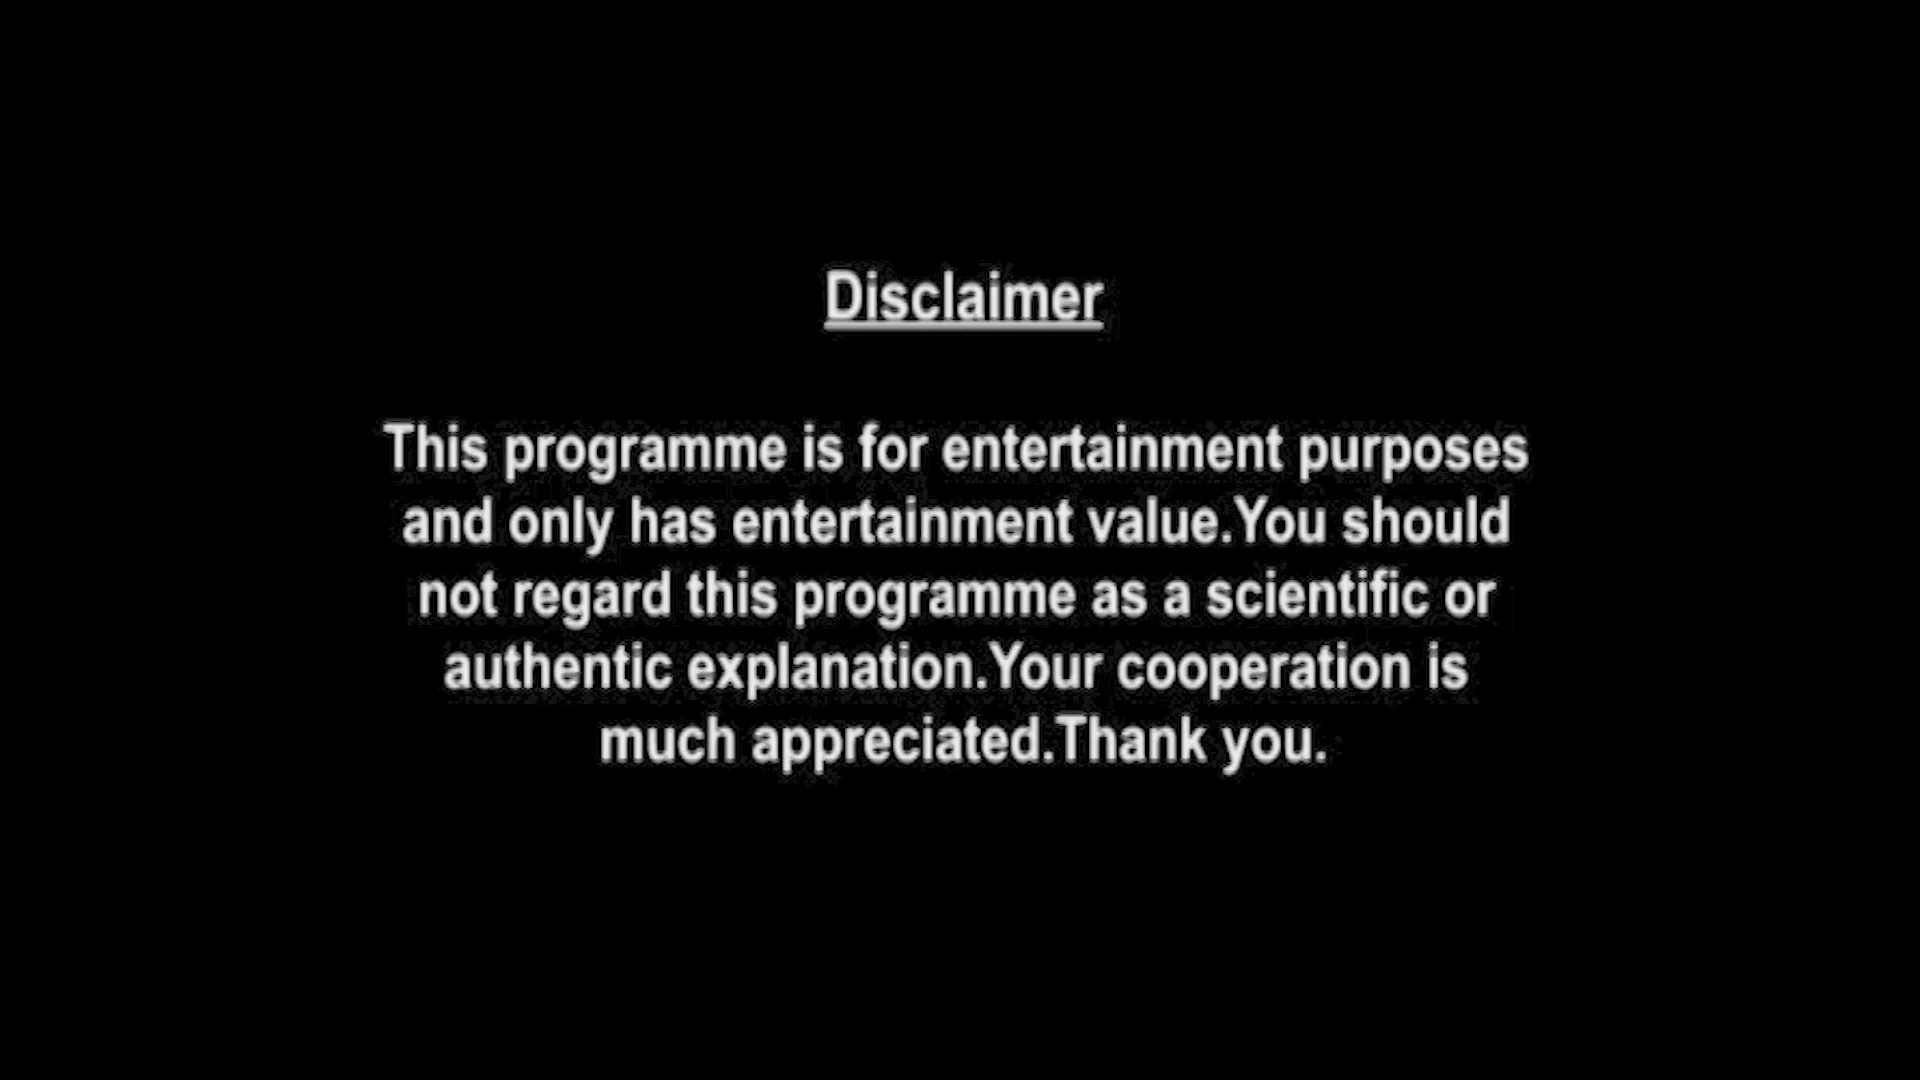 Disclaimer
This programme is for entertainment purposes
and only has entertainment value.You should
not regard this programme as a scientific or
authentic explanation.Your cooperation is
much appreciated.Thank you.